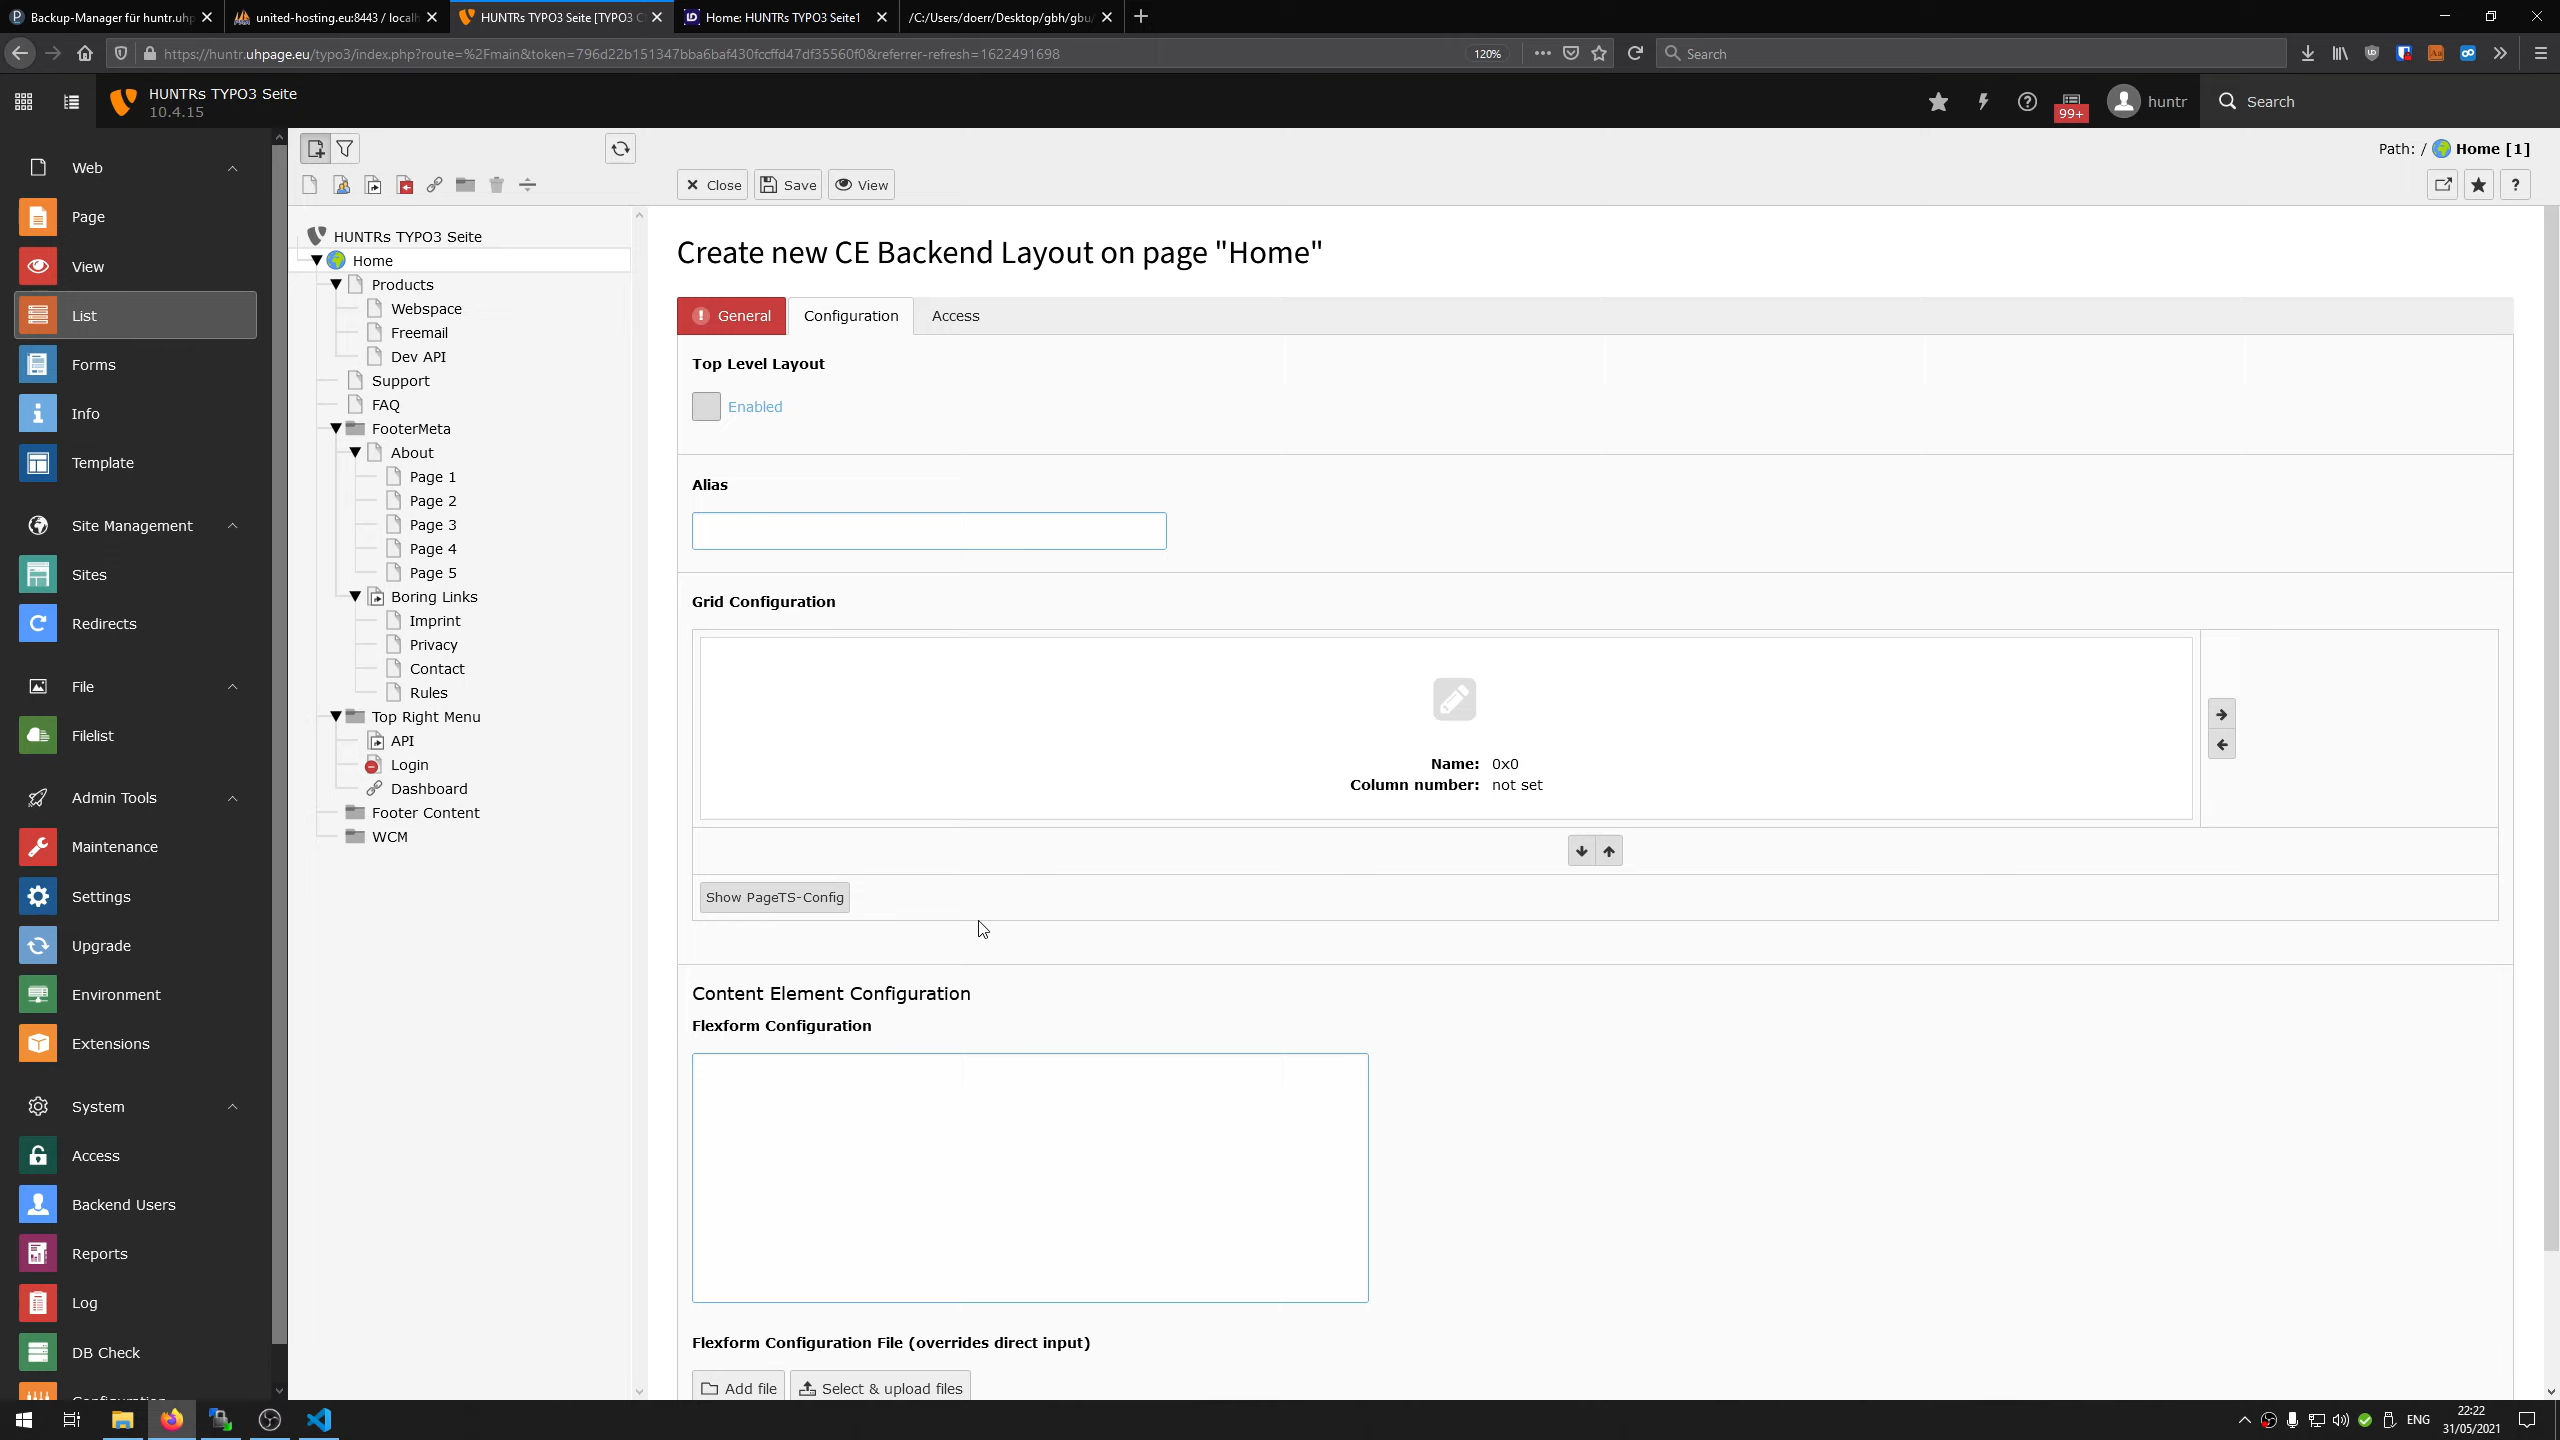 Backup-Manager für huntr.uhp
united-hosting.eu:8443 / localh
HUNTRs TYPO3 Seite [TYPO3 C
Home: HUNTRs TYPO3 Seite1
/C:/Users/doerr/Desktop/gbh/gbu/
https://huntr.uhpage.eu/typo3/index.php?route=%2Fmain&token=796d22b151347bba6baf430fccffd47df35560f0&referrer-refresh=1622491698
120%
Search
HUNTRs TYPO3 Seite
10.4.15
99+
huntr
Search
Web
Page
View
List
Forms
Info
Template
Site Management
Sites
Redirects
File
Filelist
Admin Tools
Maintenance
Settings
Upgrade
Environment
Extensions
System
Access
Backend Users
Reports
Log
DB Check
HUNTRs TYPO3 Seite
Home
Products
Webspace
Freemail
Dev API
Support
FAQ
FooterMeta
About
Page 1
Page 2
Page 3
Page 4
Page 5
Boring Links
Imprint
Privacy
Contact
Rules
Top Right Menu
API
Login
Dashboard
Footer Content
WCM
Path: / Home [1]
Close
Save
View
?
Create new CE Backend Layout on page "Home"
General
Configuration
Access
Top Level Layout
Enabled
Alias
Grid Configuration
Name: 0x0
Column number: not set
Show PageTS-Config
Content Element Configuration
Flexform Configuration
Flexform Configuration File (overrides direct input)
Add file
Select & upload files
ENG
22:22
31/05/2021